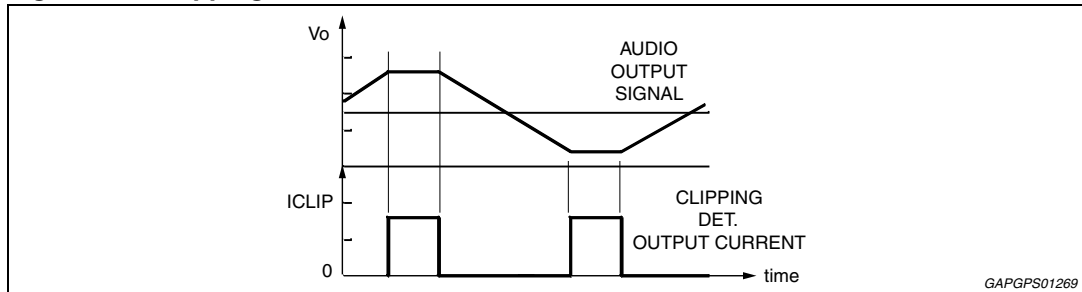 Vo
AUDIO
OUTPUT
SIGNAL
ICLIP
CLIPPING
DET.
OUTPUT CURRENT
0
time
GAPGPS01269